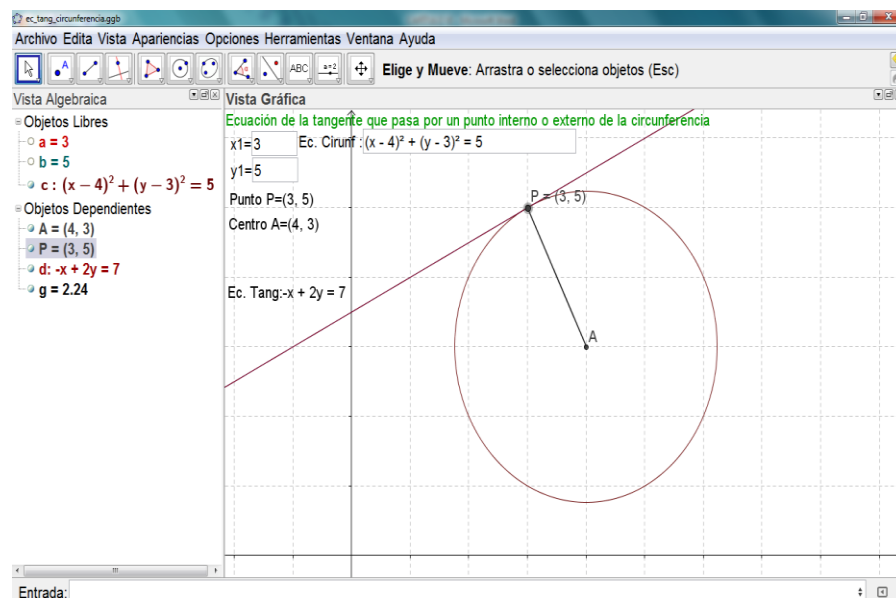 ec_tang_circunferencia.ggb
Archivo Edita Vista Apariencias Opciones Herramientas Ventana Ayuda
ABC a=2 Elige y Mueve: Arrastra o selecciona objetos (Esc)
Vista Algebraica
Vista Gráfica
Objetos Libres
a = 3
b = 5
c : (x – 4)² + (y – 3)² = 5
Objetos Dependientes
A = (4, 3)
P = (3, 5)
d: -x + 2y = 7
g = 2.24
Ecuación de la tangente que pasa por un punto interno o externo de la circunferencia
x1= 3 Ec. Cirunf : (x - 4)² + (y - 3)² = 5
y1= 5
Punto P=(3, 5)
Centro A=(4, 3)
Ec. Tang:-x + 2y = 7
P = (3, 5)
A
Entrada: